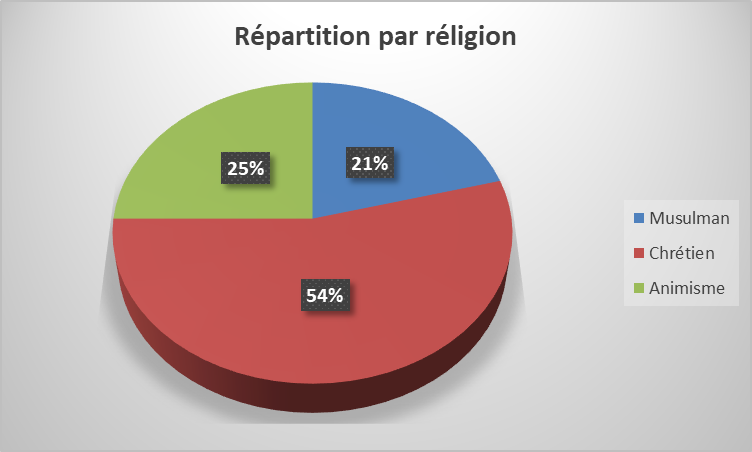 Répartition par réligion
25%
21%
54%
Musulman
Chrétien
Animisme